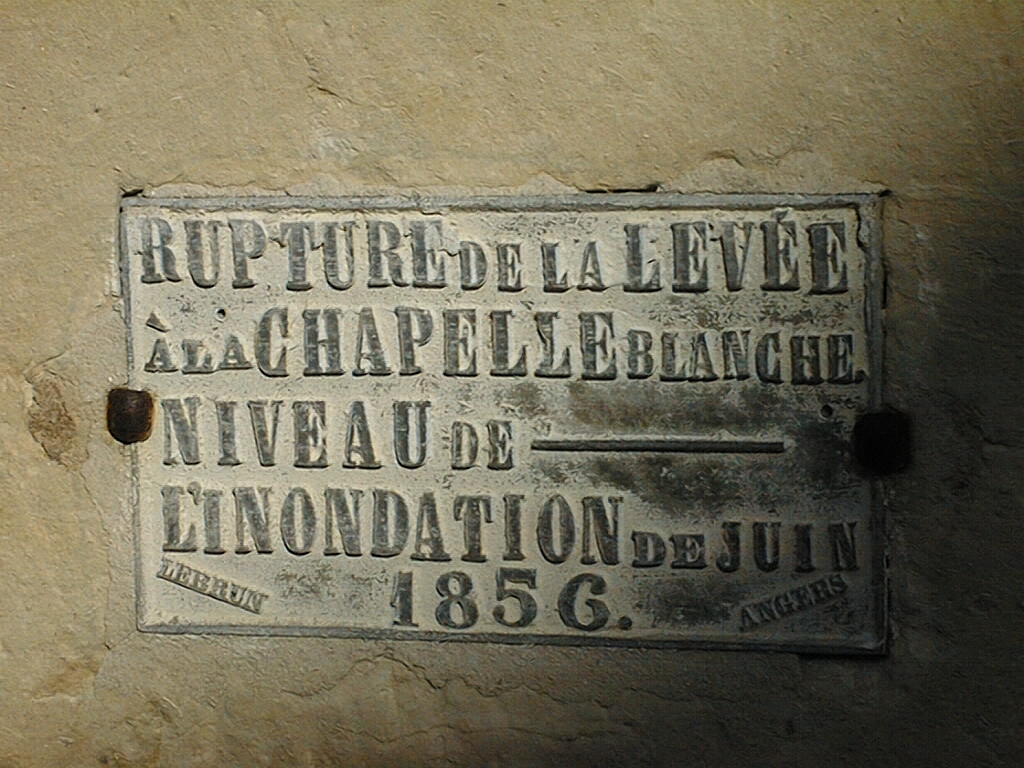 RUPTURE DE LA LEVÉE
À LA CHAPELLE BLANCHE.
NIVEAU DE
L'INONDATION DE JUIN
1856.
LEBRUN
ANGERS